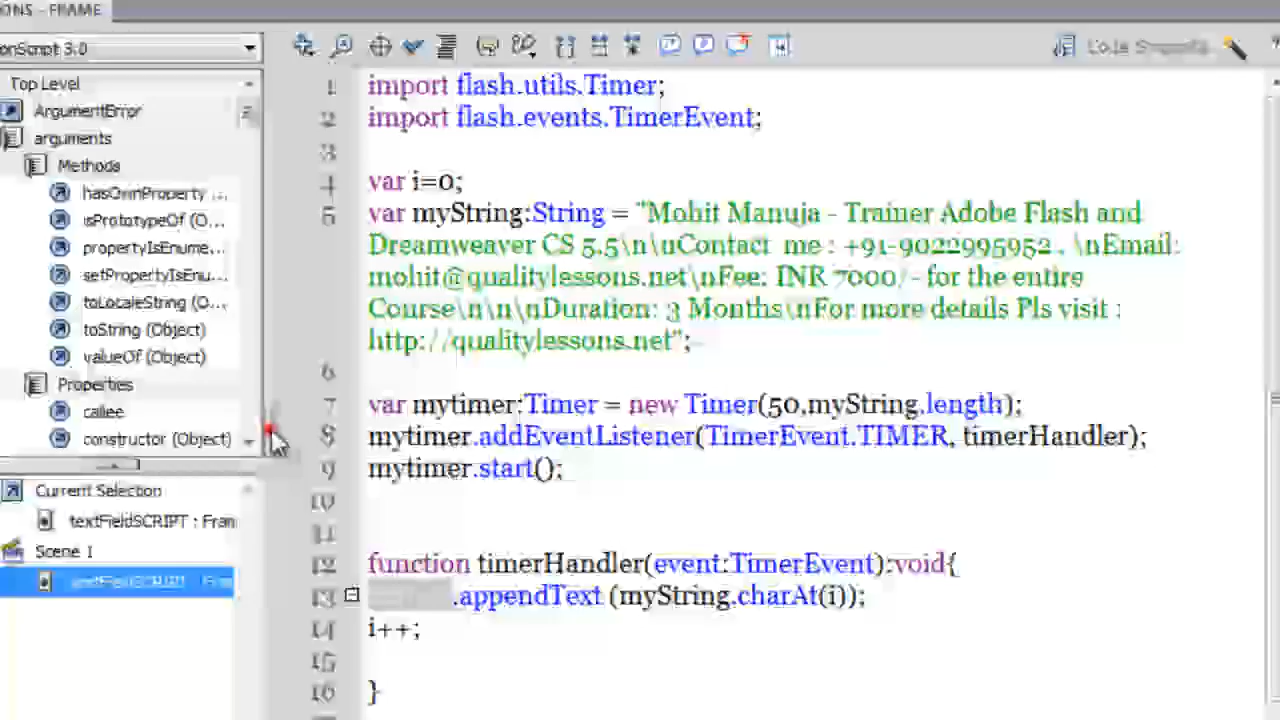 ONS - FRAME
onScript 3.0
Top Level
ArgumentError
arguments
Methods
hasOwnProperty ...
isPrototypeOf (O...
propertyIsEnume...
setPropertyIsEnu...
toLocaleString (O...
toString (Object)
valueOf (Object)
Properties
callee
constructor (Object)
Current Selection
textFieldSCRIPT : Fran
Scene 1
textFieldSCRIPT : Fran
Code Snippets
1 import flash.utils.Timer;
2 import flash.events.TimerEvent;
3
4 var i=0;
5 var myString:String = "Mohit Manuja - Trainer Adobe Flash and
Dreamweaver CS 5.5\n\nContact me : +91-9022995952 . \nEmail:
mohit@qualitylessons.net\nFee: INR 7000/- for the entire
Course\n\n\nDuration: 3 Months\nFor more details Pls visit :
http://qualitylessons.net";
6
7 var mytimer:Timer = new Timer(50,myString.length);
8 mytimer.addEventListener(TimerEvent.TIMER, timerHandler);
9 mytimer.start();
10
11
12 function timerHandler(event:TimerEvent):void{
13 .appendText (myString.charAt(i));
14 i++;
15
16 }